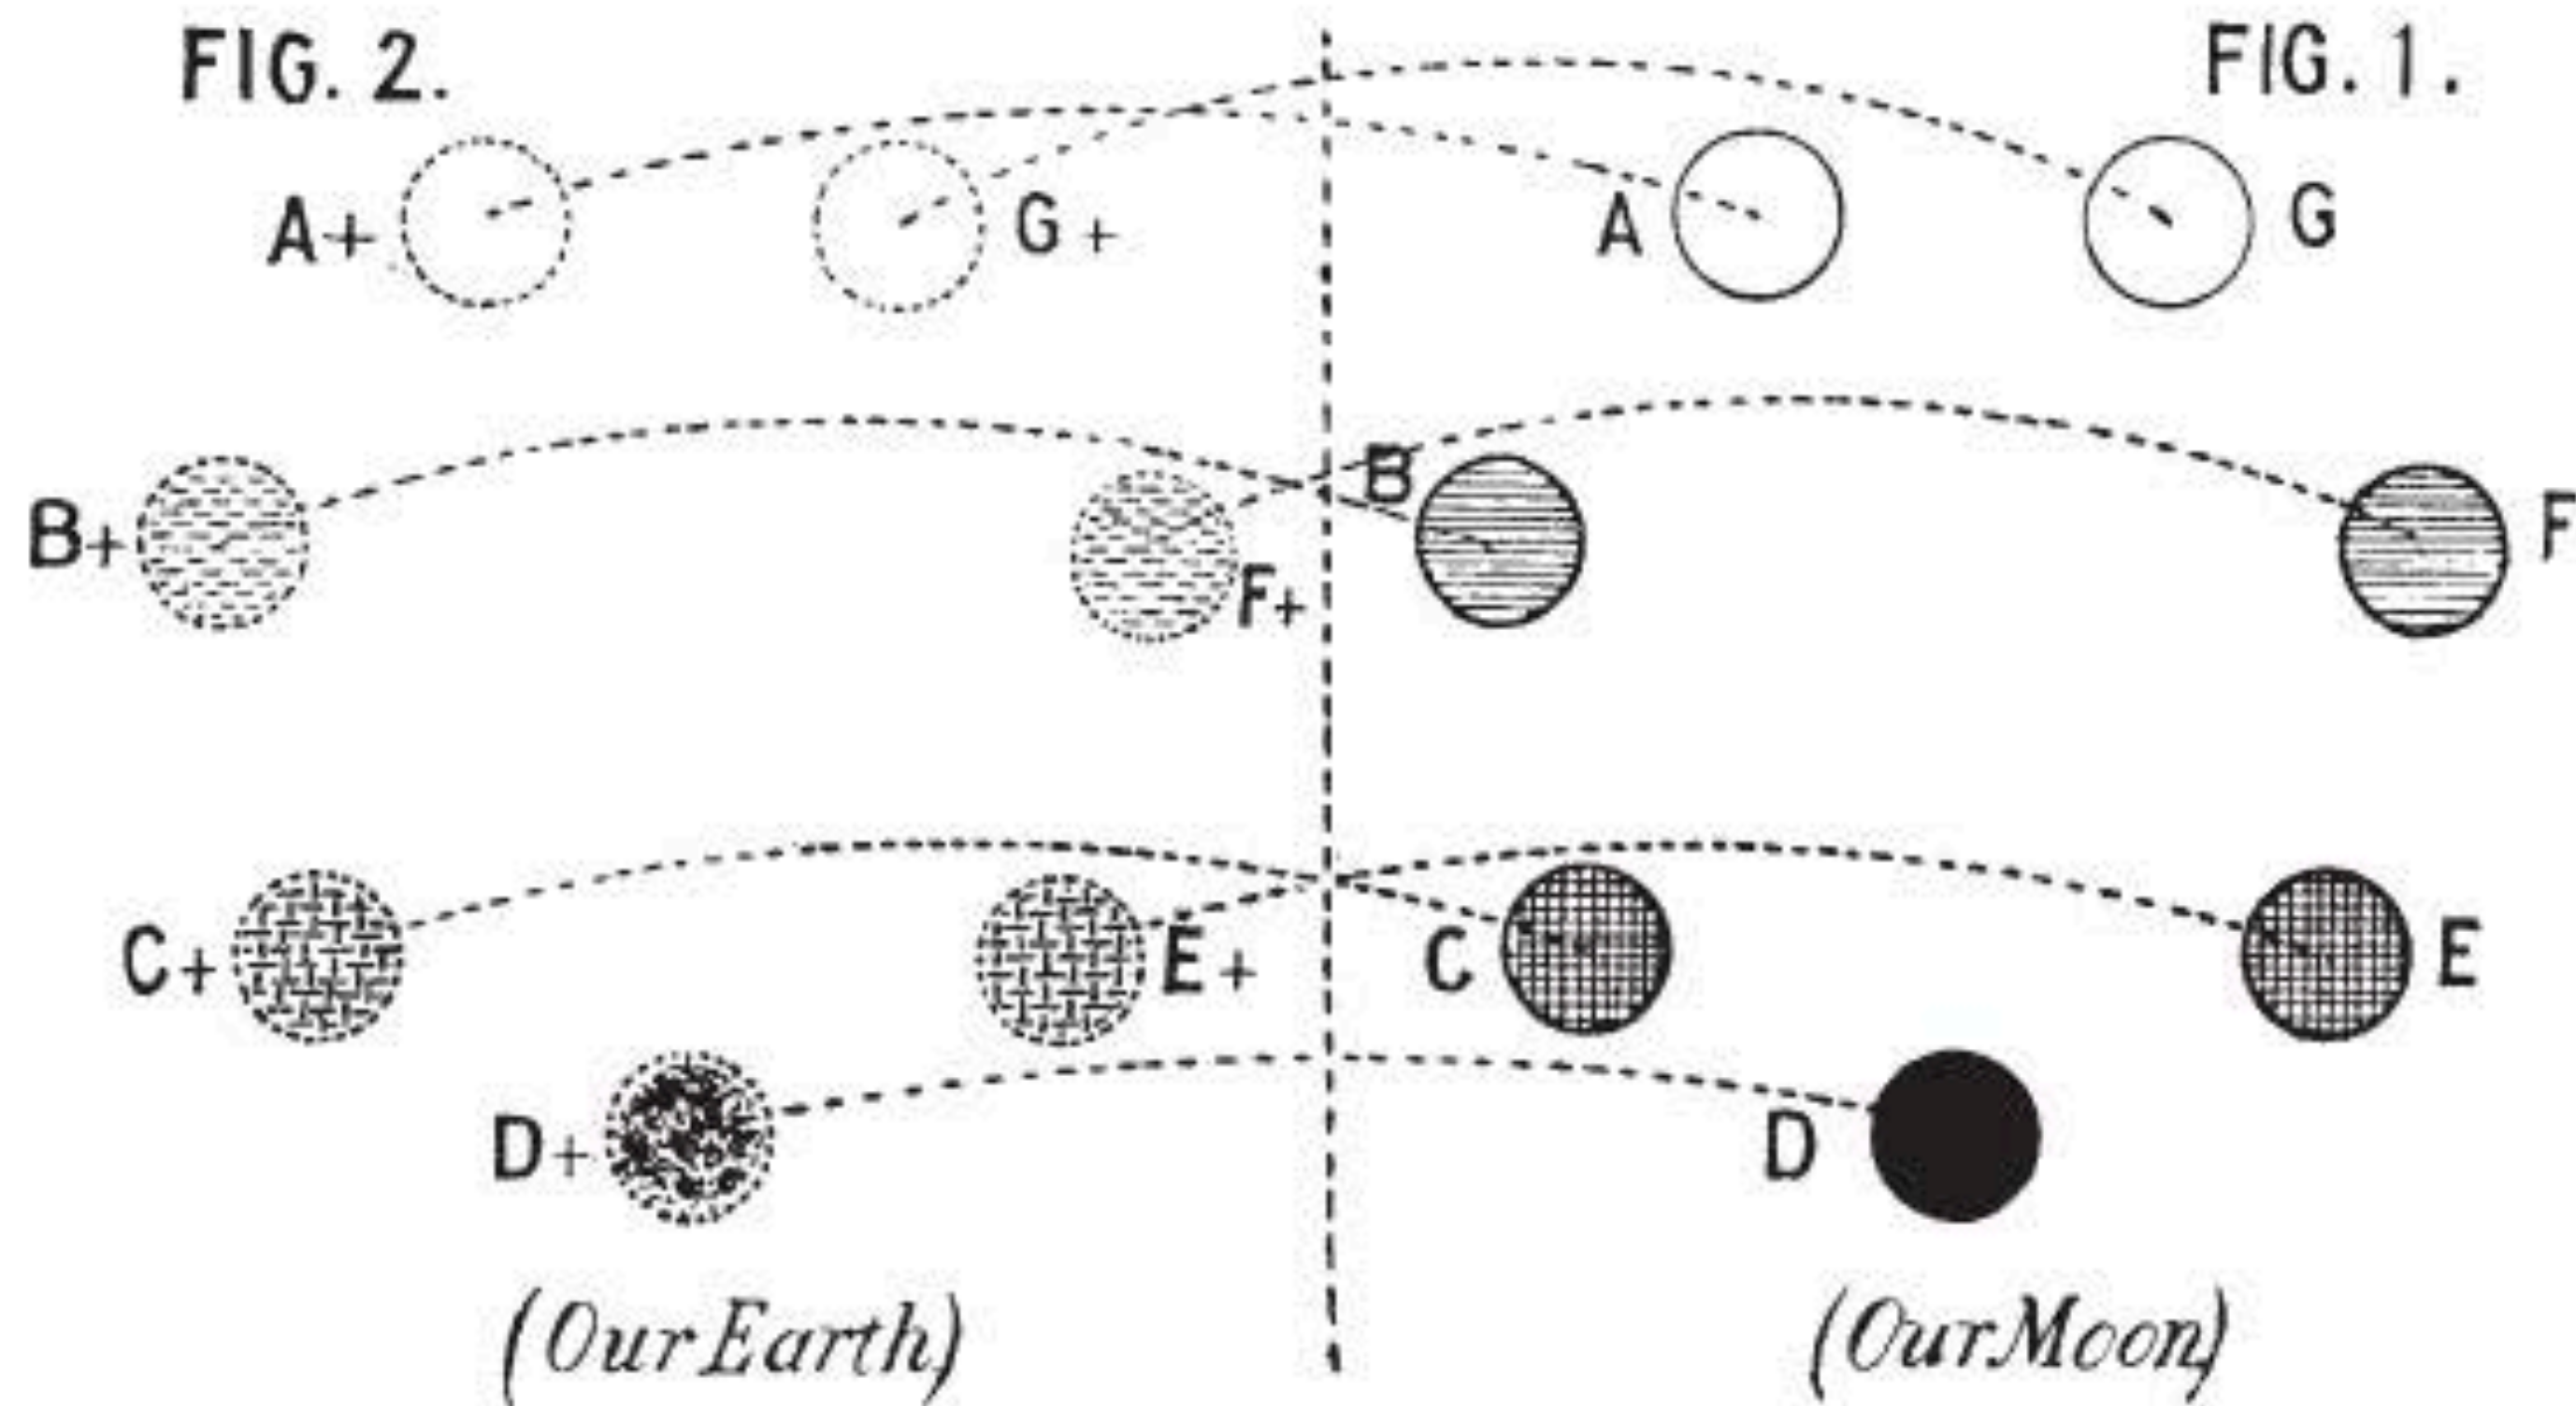 FIG. 2.
FIG. 1.
A+
G +
A
G
B+
F+
B
F
C+
E +
C
E
D+
D
(Our Earth)
(Our Moon)